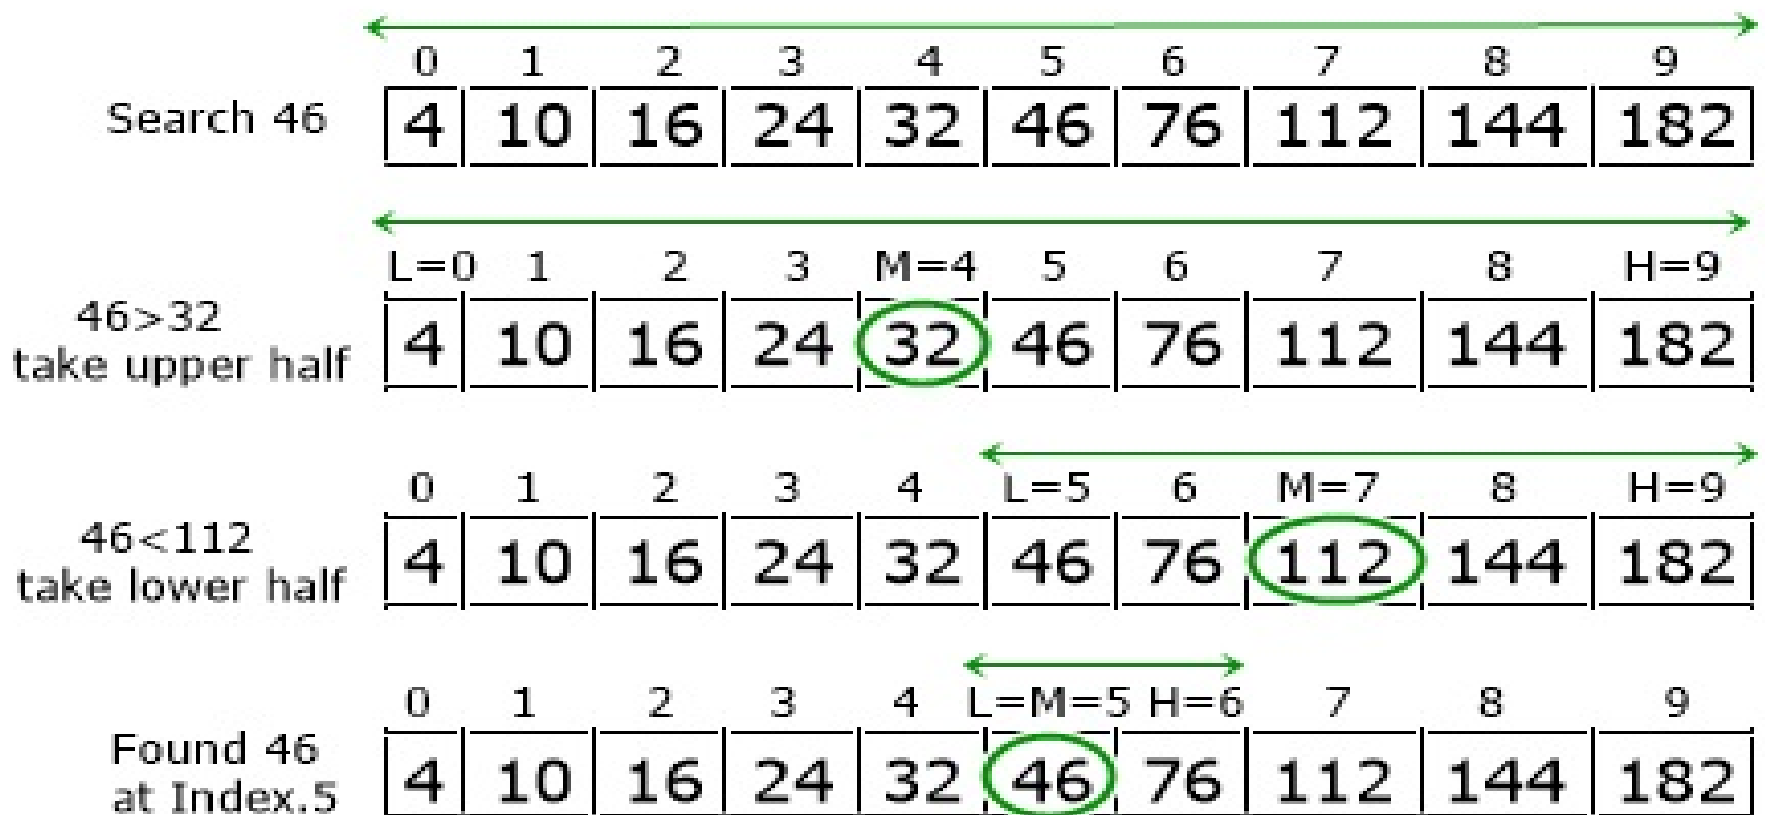 0 1 2 3 4 5 6 7 8 9
Search 46 4 10 16 24 32 46 76 112 144 182
L=0 1 2 3 M=4 5 6 7 8 H=9
46>32
take upper half 4 10 16 24 32 46 76 112 144 182
0 1 2 3 4 L=5 6 M=7 8 H=9
46<112
take lower half 4 10 16 24 32 46 76 112 144 182
0 1 2 3 4 L=M=5 H=6 7 8 9
Found 46
at Index.5 4 10 16 24 32 46 76 112 144 182